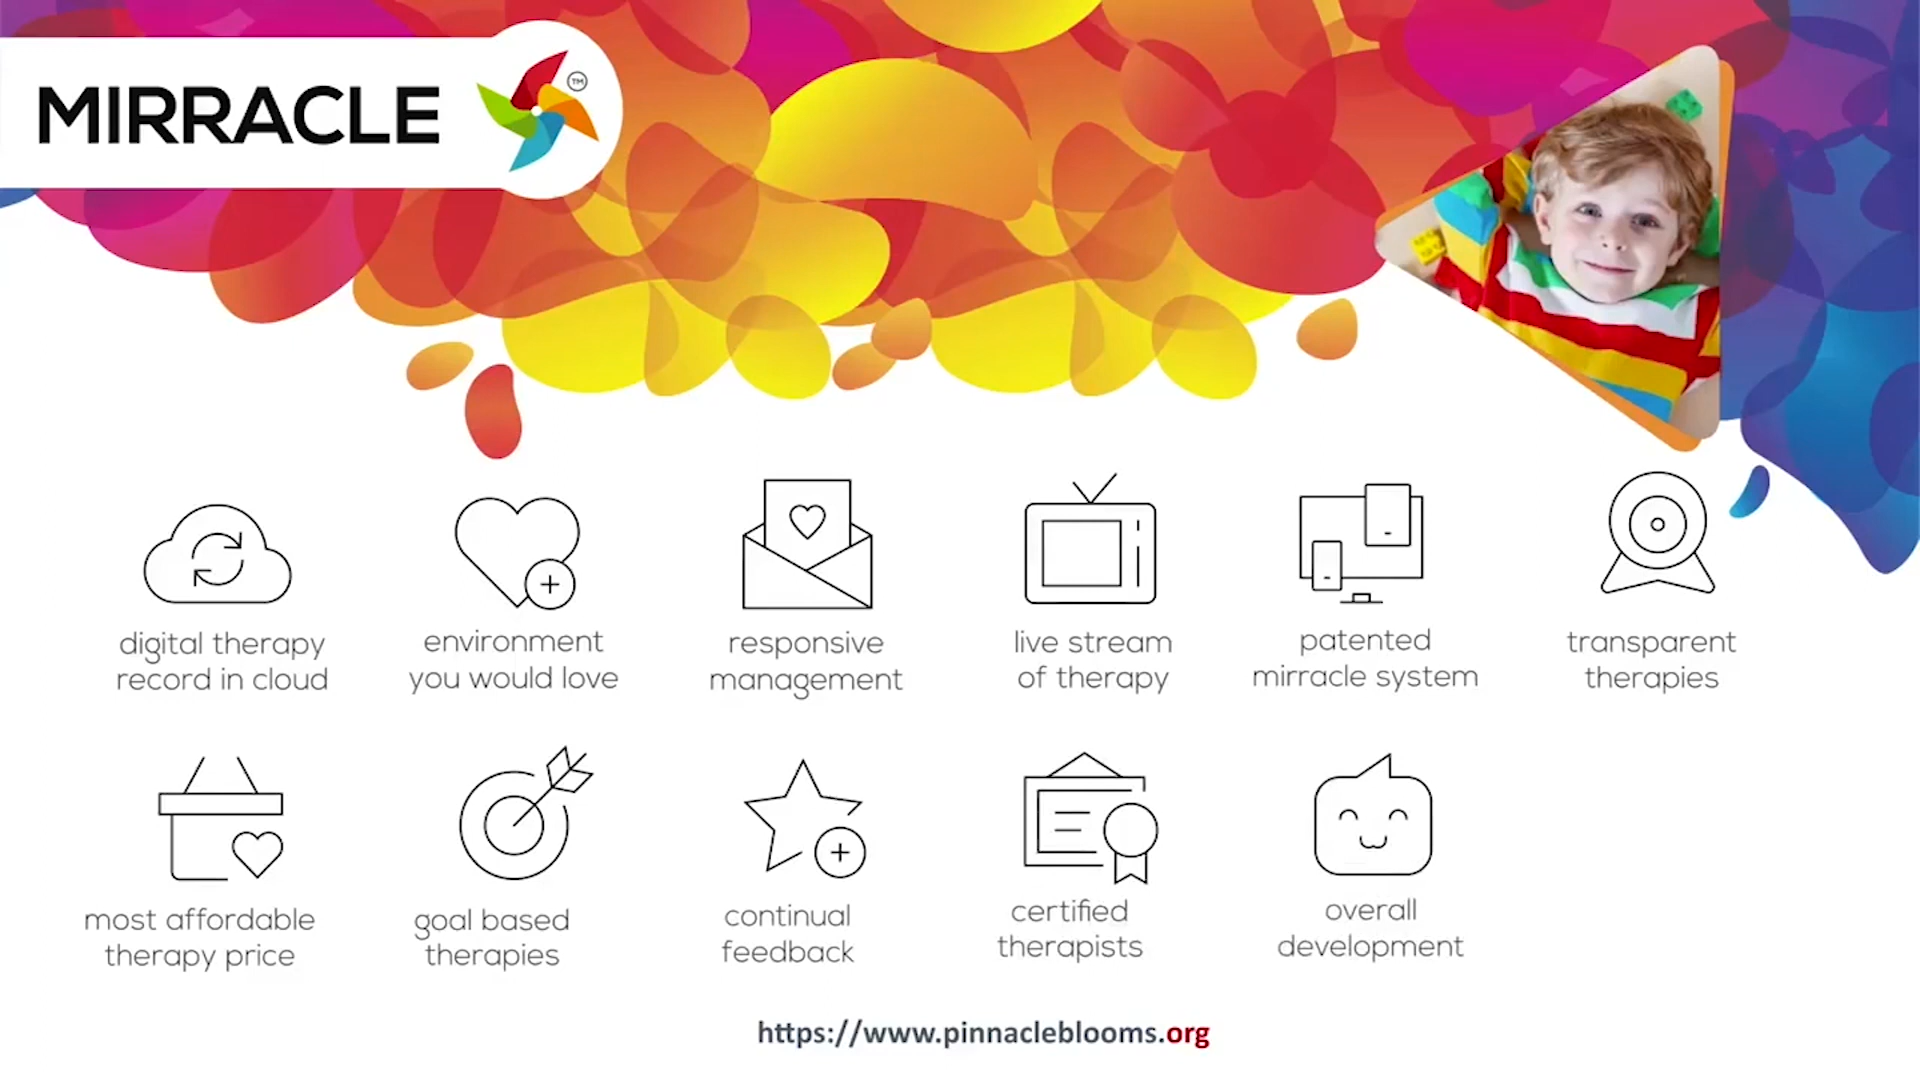 MIRRACLE
TM
digital therapy
record in cloud
environment
you would love
responsive
management
live stream
of therapy
patented
mirracle system
transparent
therapies
most affordable
therapy price
goal based
therapies
continual
feedback
certified
therapists
overall
development
https://www.pinnacleblooms.org